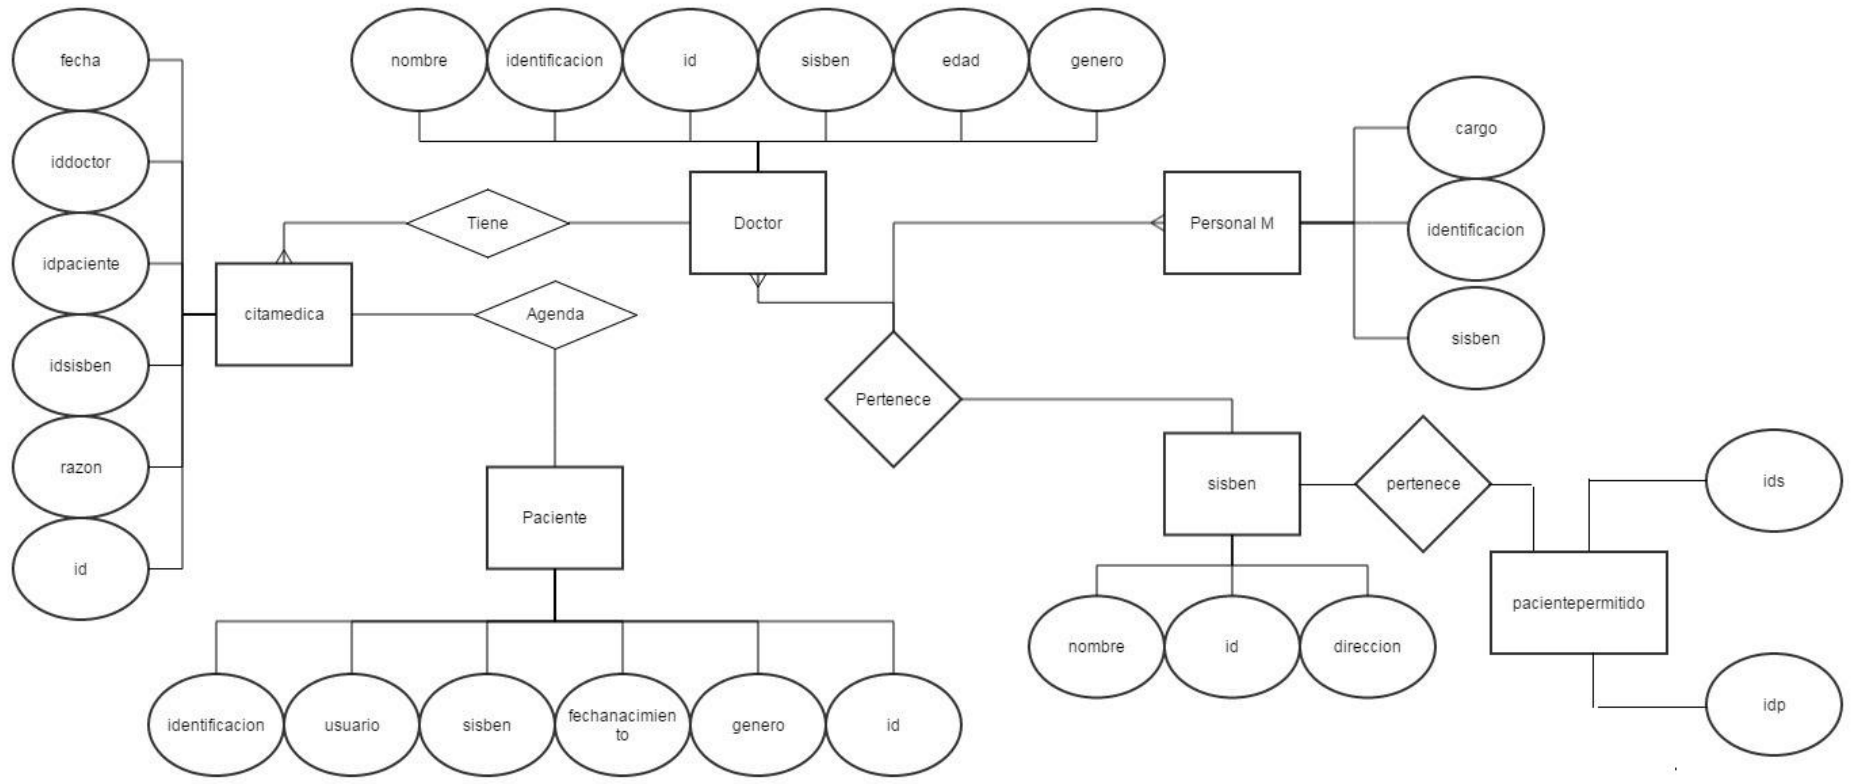 fecha
iddoctor
idpaciente
idsisben
razon
id
nombre
identificacion
id
sisben
edad
genero
Tiene
Doctor
citamedica
Agenda
Personal M
cargo
identificacion
sisben
Pertenece
Paciente
sisben
pertenece
ids
pacientepermitido
idp
nombre
id
direccion
identificacion
usuario
sisben
fechanacimien
to
genero
id